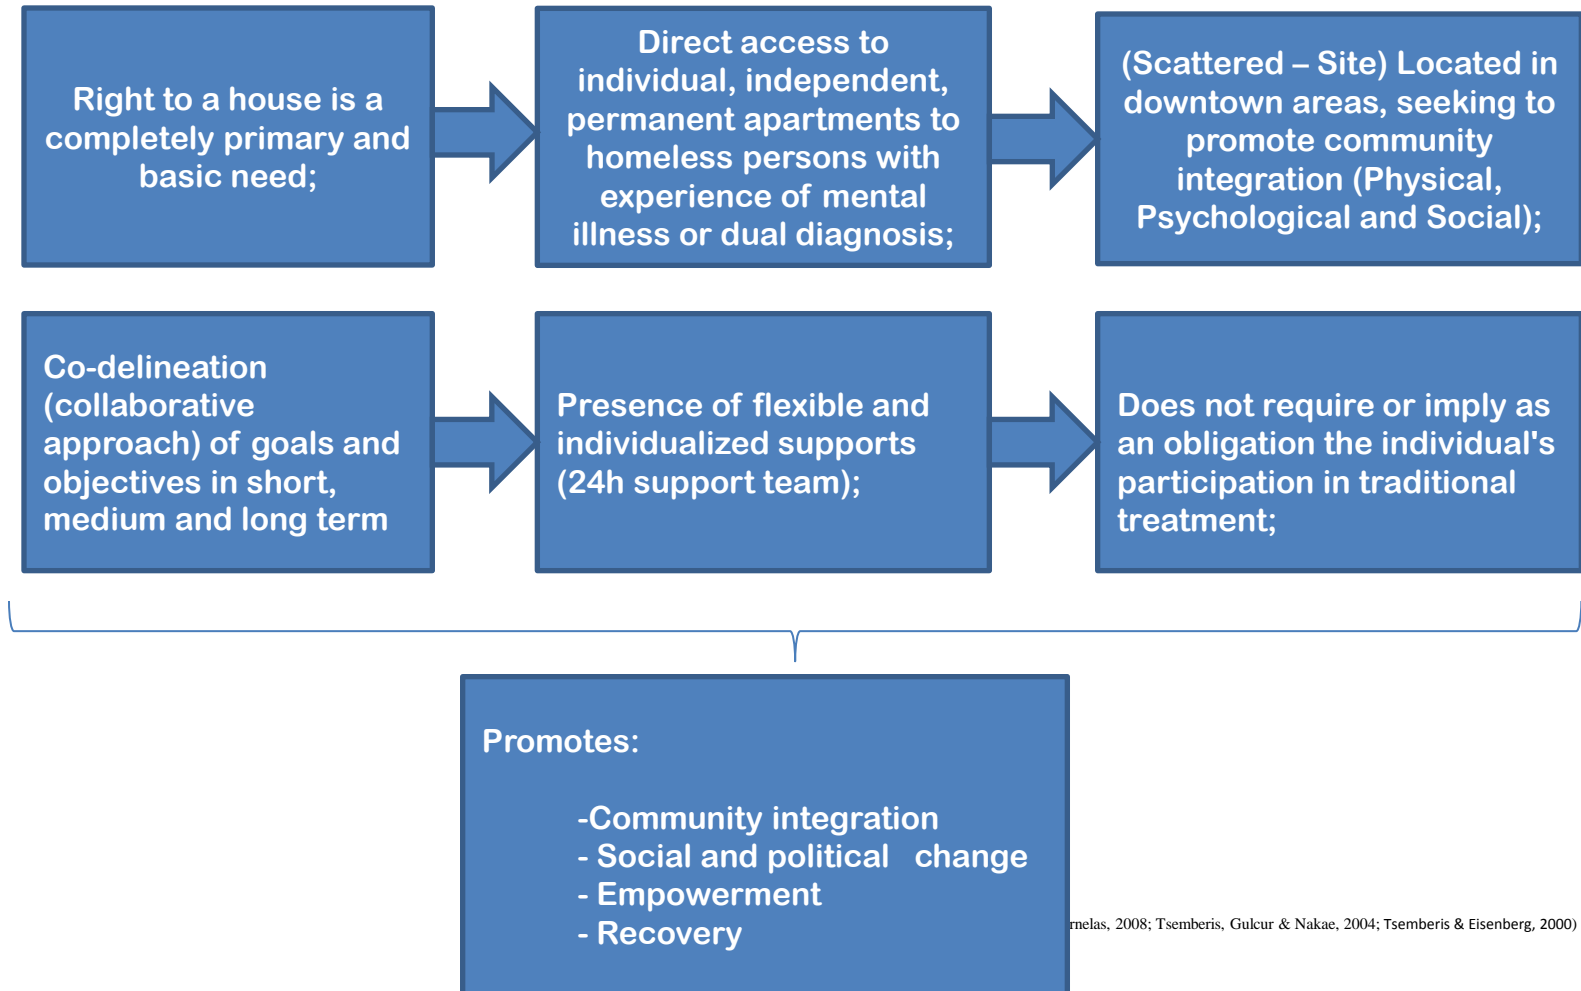 Right to a house is a
completely primary and
basic need;
Direct access to
individual, independent,
permanent apartments to
homeless persons with
experience of mental
illness or dual diagnosis;
(Scattered – Site) Located in
downtown areas, seeking to
promote community
integration (Physical,
Psychological and Social);
Co-delineation
(collaborative
approach) of goals and
objectives in short,
medium and long term
Presence of flexible and
individualized supports
(24h support team);
Does not require or imply as
an obligation the individual's
participation in traditional
treatment;
Promotes:
-Community integration
- Social and political change
- Empowerment
- Recovery
2008; Tsemberis, Gulcur & Nakae, 2004; Tsemberis & Eisenberg, 2000)